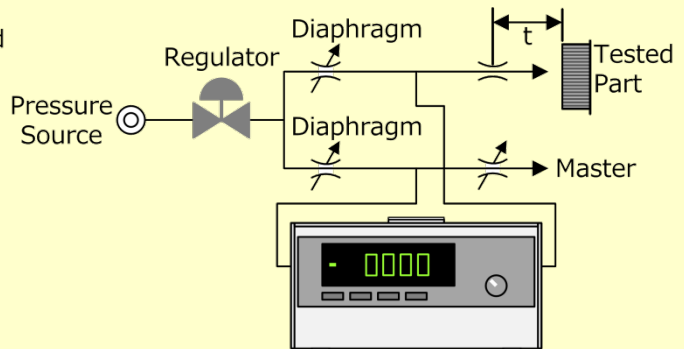 d
Diaphragm
t
Tested
Part
Regulator
Pressure
Source
Diaphragm
Master
- 0000